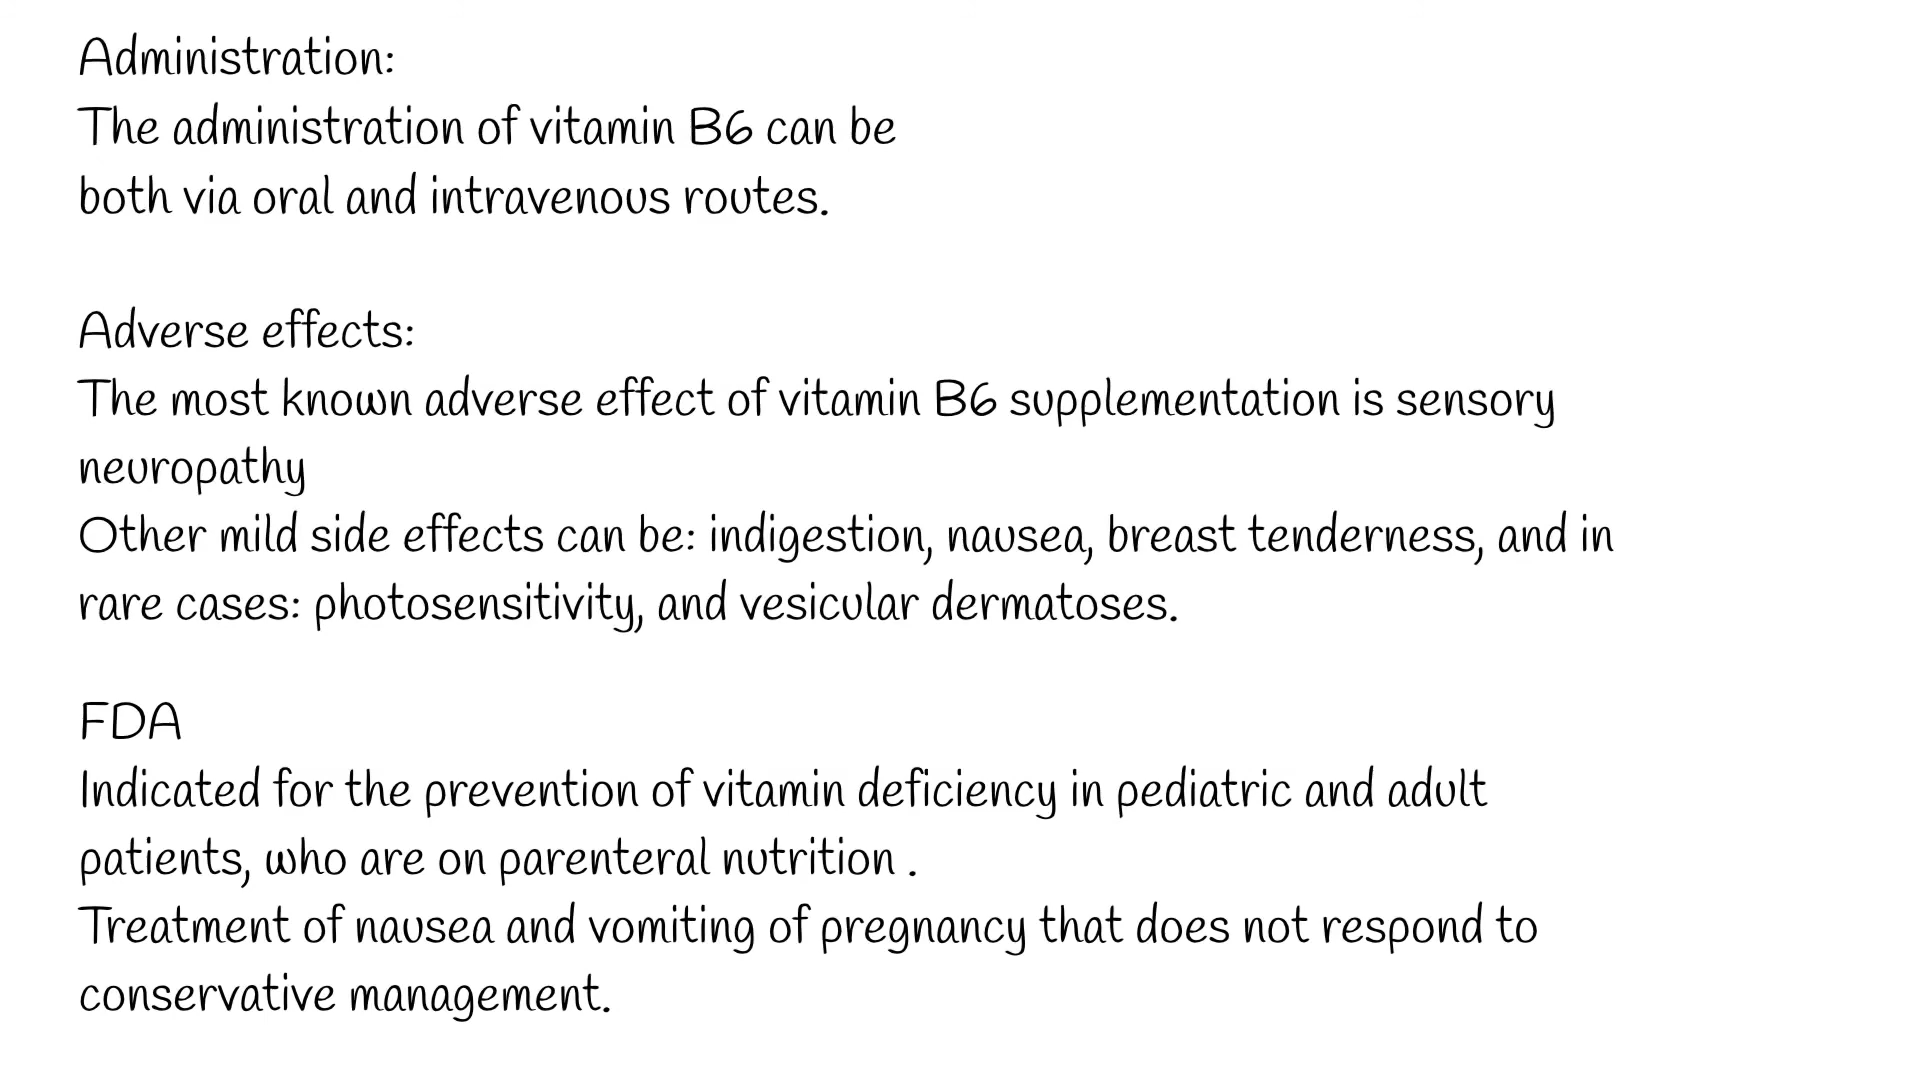 Administration:
The administration of vitamin B6 can be
both via oral and intravenous routes.
Adverse effects:
The most known adverse effect of vitamin B6 supplementation is sensory
neuropathy
Other mild side effects can be: indigestion, nausea, breast tenderness, and in
rare cases: photosensitivity, and vesicular dermatoses.
FDA
Indicated for the prevention of vitamin deficiency in pediatric and adult
patients, who are on parenteral nutrition .
Treatment of nausea and vomiting of pregnancy that does not respond to
conservative management.